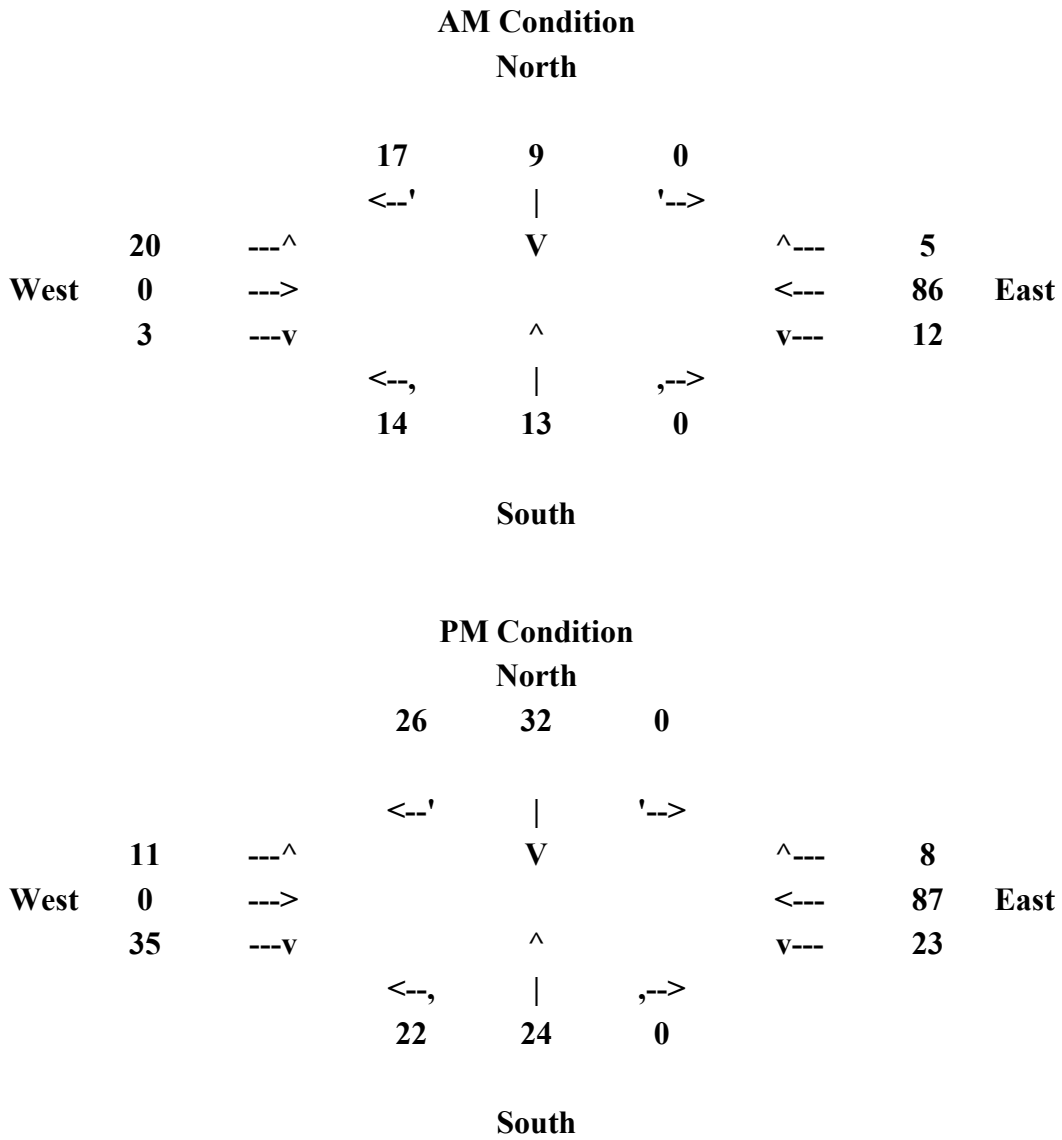 AM Condition
North
17 9 0
<--' | '-->
20 ---^ V ^--- 5
West 0 ---> <--- 86 East
3 ---v ^ v--- 12
<--, | ,-->
14 13 0
South
PM Condition
North
26 32 0
<--' | '-->
11 ---^ V ^--- 8
West 0 ---> <--- 87 East
35 ---v ^ v--- 23
<--, | ,-->
22 24 0
South